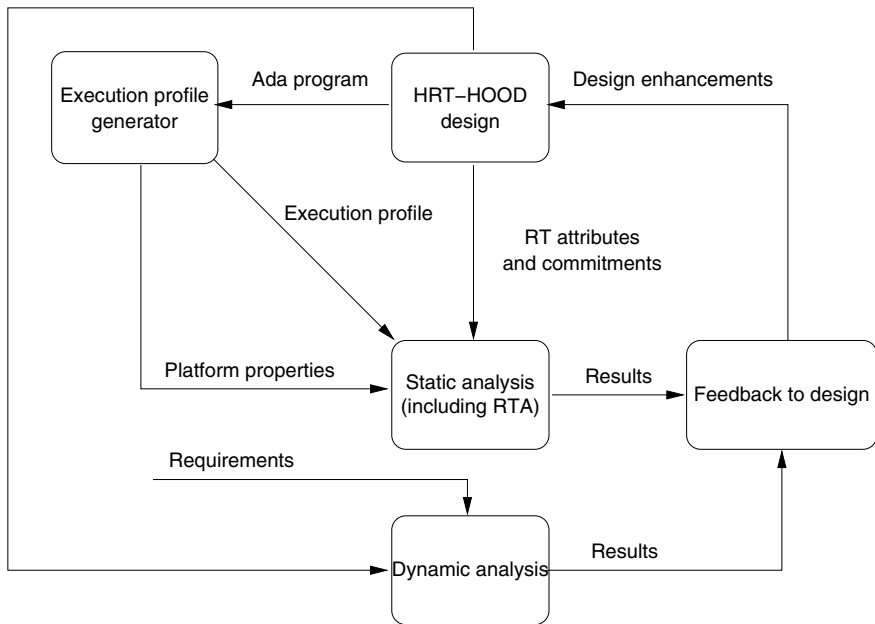 Ada program
Design enhancements
Execution profile
generator
HRT–HOOD
design
Execution profile
RT attributes
and commitments
Platform properties
Static analysis
(including RTA)
Results
Feedback to design
Requirements
Dynamic analysis
Results